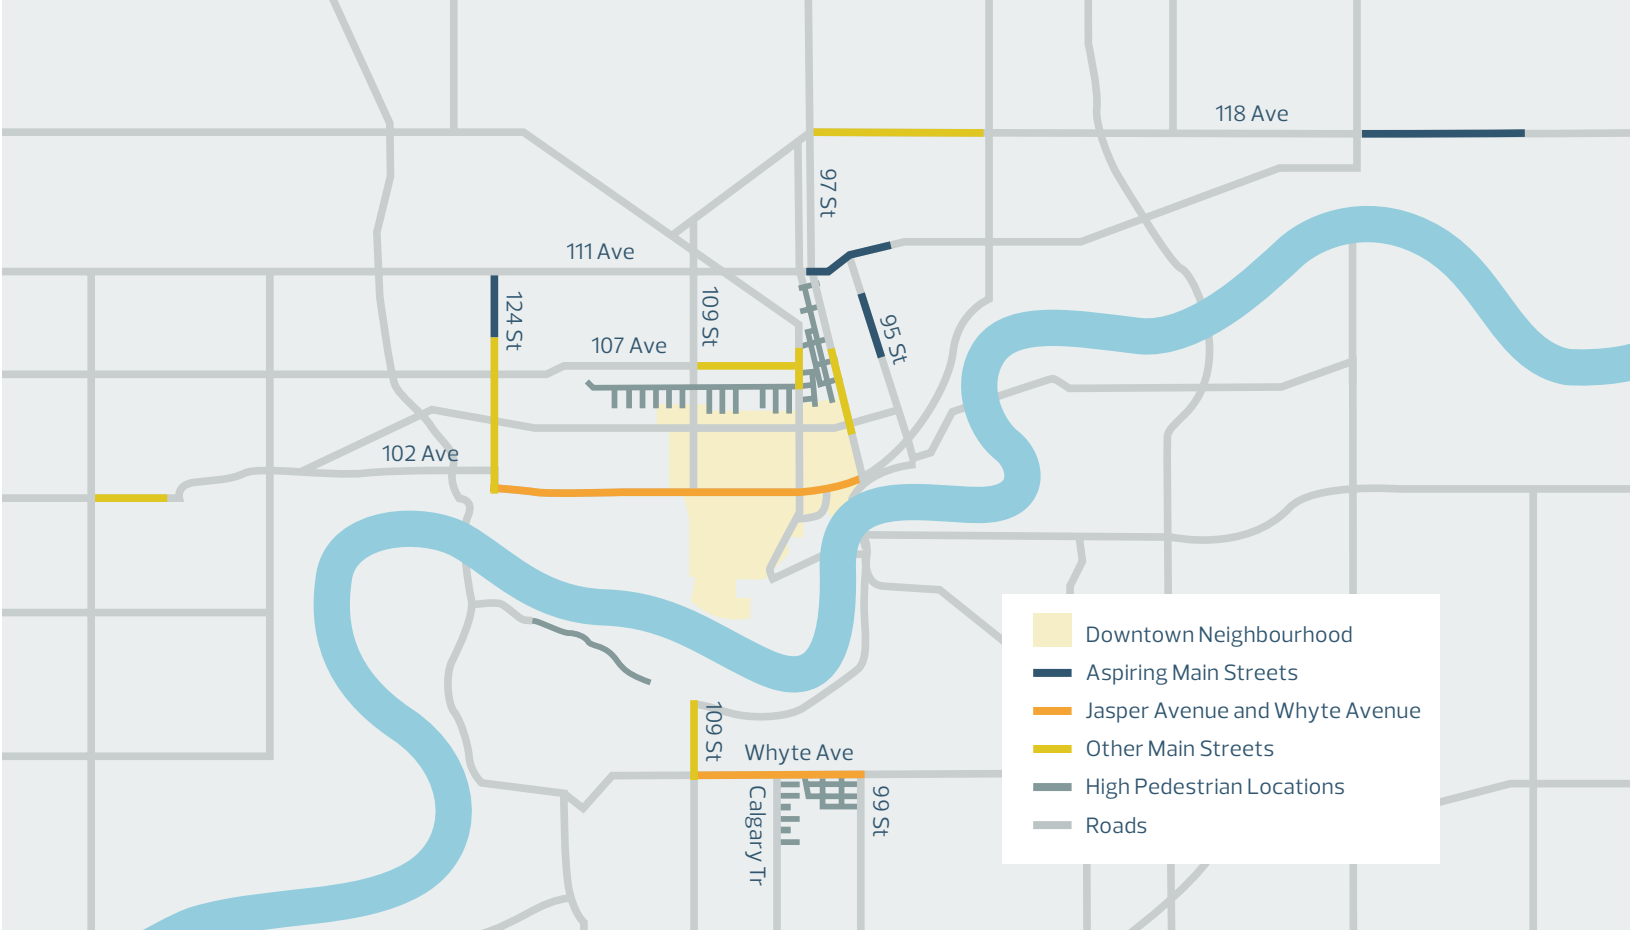 118 Ave
97 St
111 Ave
124 St
109 St
95 St
107 Ave
102 Ave
Downtown Neighbourhood
Aspiring Main Streets
Jasper Avenue and Whyte Avenue
Other Main Streets
High Pedestrian Locations
Roads
109 St
Whyte Ave
Calgary Tr
99 St